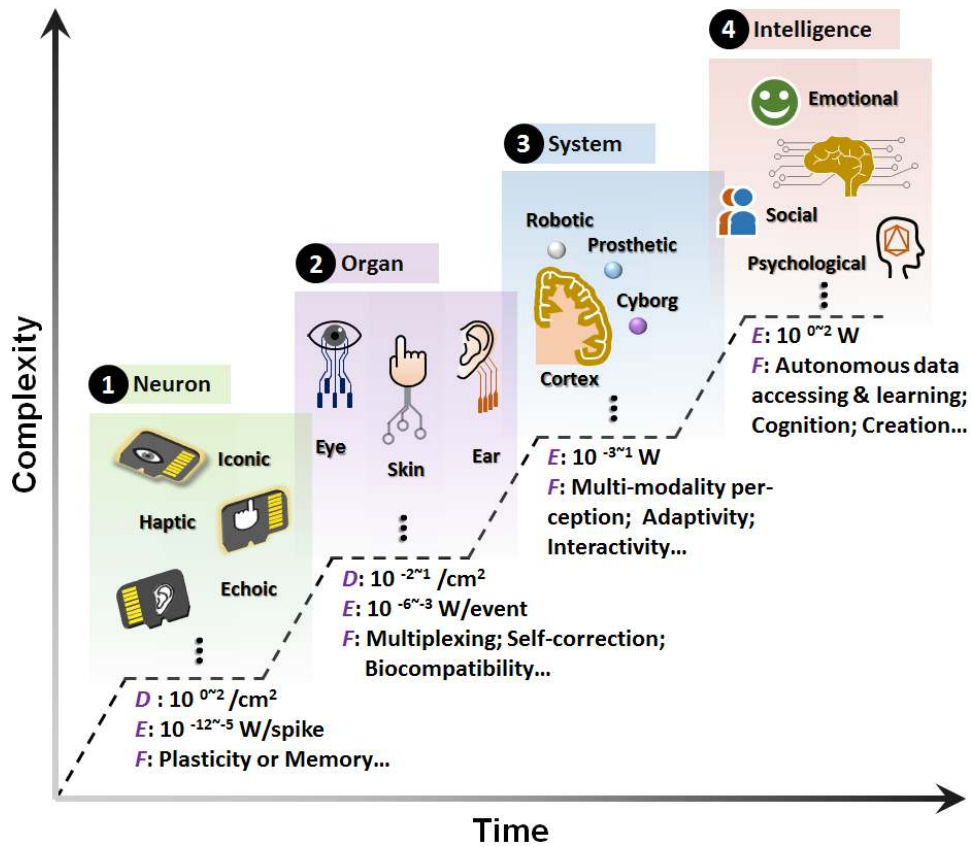 4 Intelligence
Emotional
Social
Psychological
E: 10 ⁰~² W
F: Autonomous data
accessing & learning;
Cognition; Creation...
3 System
Robotic
Prosthetic
Cyborg
Cortex
E: 10 ⁻³~¹ W
F: Multi-modality per-
ception; Adaptivity;
Interactivity...
2 Organ
Eye
Skin
Ear
D: 10 ⁻²~¹ /cm²
E: 10 ⁻⁶~⁻³ W/event
F: Multiplexing; Self-correction;
Biocompatibility...
1 Neuron
Iconic
Haptic
Echoic
D : 10 ⁰~² /cm²
E: 10 ⁻¹²~⁻⁵ W/spike
F: Plasticity or Memory...
Complexity
Time